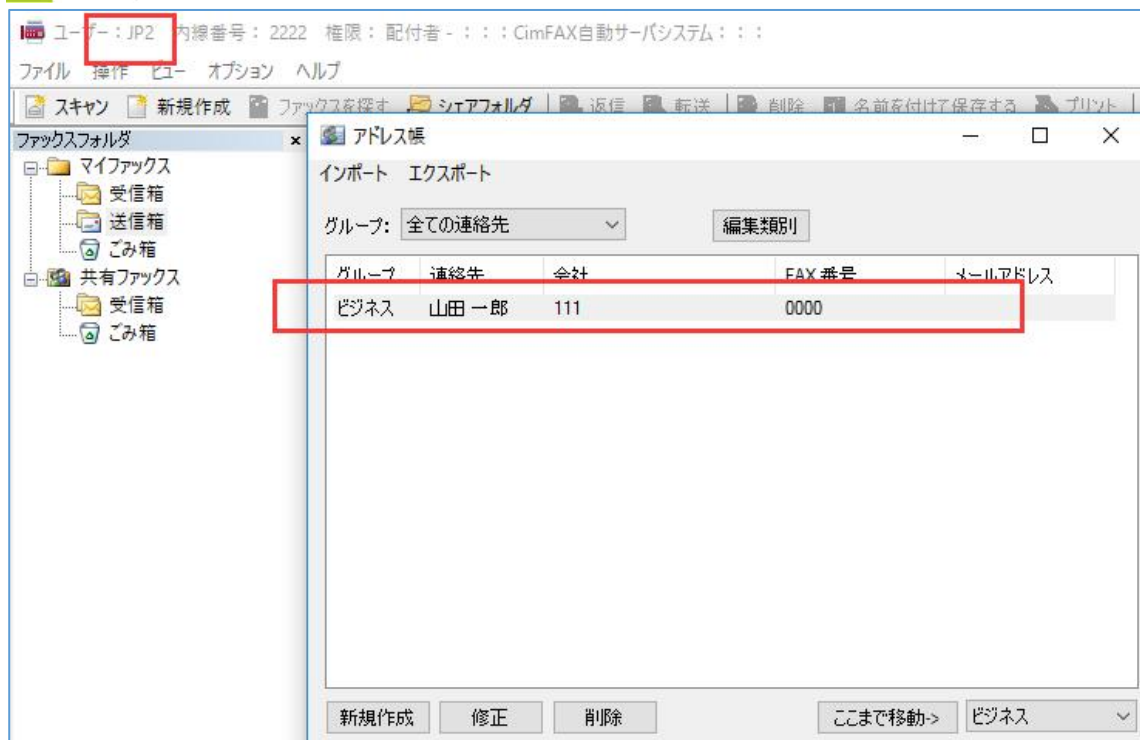 ユーザー：JP2 内線番号： 2222 権限： 配付者 - ：：：CimFAX自動サーバシステム：：：
ファイル 操作 ビュー オプション ヘルプ
スキャン 新規作成 ファックスを探す シェアフォルダ 返信 転送 削除 名前を付けて保存する プリント
ファックスフォルダ x
マイファックス
受信箱
送信箱
ごみ箱
共有ファックス
受信箱
ごみ箱
アドレス帳
インポート エクスポート
グループ: 全ての連絡先 編集類別
グループ 連絡先 会社 FAX 番号 メールアドレス
ビジネス 山田 一郎 111 0000
新規作成 修正 削除 ここまで移動-> ビジネス